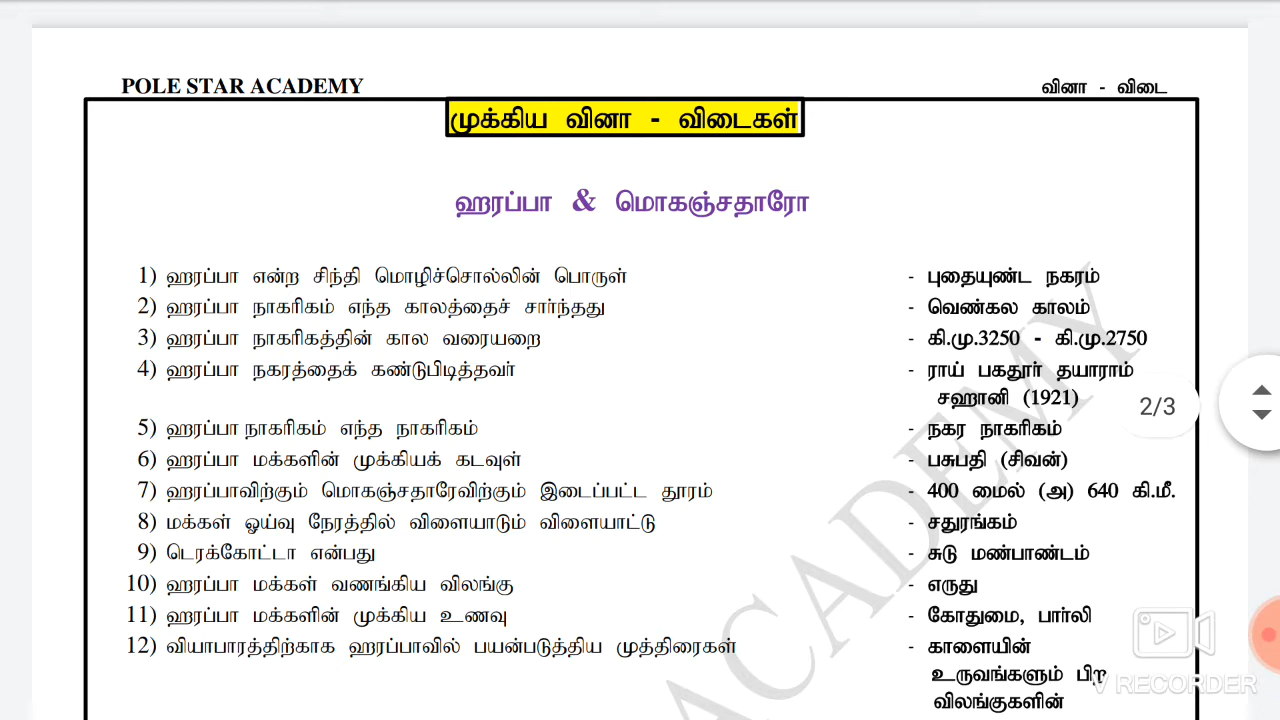 POLE STAR ACADEMY வினா - விடை
முக்கிய வினா - விடைகள்
ஹரப்பா & மொகஞ்சதாரோ
1) ஹரப்பா என்ற சிந்தி மொழிச்சொல்லின் பொருள் - புதையுண்ட நகரம்
2) ஹரப்பா நாகரிகம் எந்த காலத்தைச் சார்ந்தது - வெண்கல காலம்
3) ஹரப்பா நாகரிகத்தின் கால வரையறை - கி.மு.3250 - கி.மு.2750
4) ஹரப்பா நகரத்தைக் கண்டுபிடித்தவர் - ராய் பகதூர் தயாராம்
சஹானி (1921)
2/3
5) ஹரப்பா நாகரிகம் எந்த நாகரிகம் - நகர நாகரிகம்
6) ஹரப்பா மக்களின் முக்கியக் கடவுள் - பசுபதி (சிவன்)
7) ஹரப்பாவிற்கும் மொகஞ்சதாரேவிற்கும் இடைப்பட்ட தூரம் - 400 மைல் (அ) 640 கி.மீ.
8) மக்கள் ஓய்வு நேரத்தில் விளையாடும் விளையாட்டு - சதுரங்கம்
9) டெரக்கோட்டா என்பது - சுடு மண்பாண்டம்
10) ஹரப்பா மக்கள் வணங்கிய விலங்கு - எருது
11) ஹரப்பா மக்களின் முக்கிய உணவு - கோதுமை, பார்லி
12) வியாபாரத்திற்காக ஹரப்பாவில் பயன்படுத்திய முத்திரைகள் - காளையின்
உருவங்களும் பிற
விலங்குகளின்
ACADEMY
V RECORDER